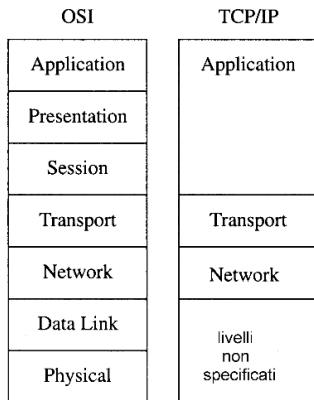 OSI
TCP/IP
Application
Application
Presentation
Session
Transport
Transport
Network
Network
Data Link
Physical
livelli
non
specificati